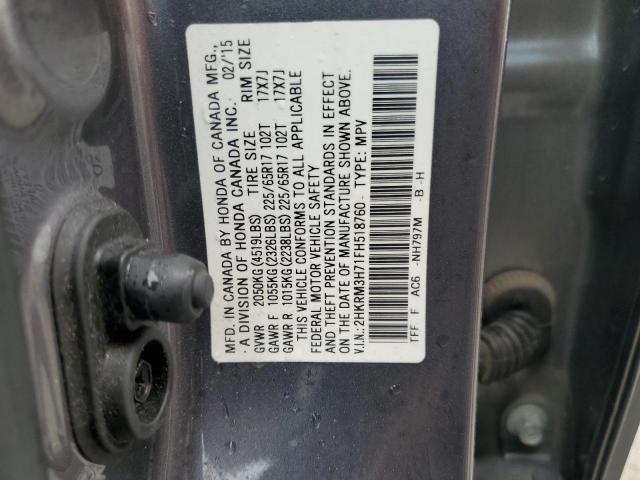 MFD. IN CANADA BY HONDA OF CANADA MFG.,
- A DIVISION OF HONDA CANADA INC. 02/15
TIRE SIZE RIM SIZE
GVWR 2050KG(4519LBS)
GAWR F 1055KG(2326LBS) 225/65R17 102T 17X7J
GAWR R 1015KG(2238LBS) 225/65R17 102T 17X7J
THIS VEHICLE CONFORMS TO ALL APPLICABLE
FEDERAL MOTOR VEHICLE SAFETY
AND THEFT PREVENTION STANDARDS IN EFFECT
ON THE DATE OF MANUFACTURE SHOWN ABOVE.
V.I.N.: 2HKRM3H71FH518760 TYPE: MPV
TFF F AC6 -NH797M -B -H